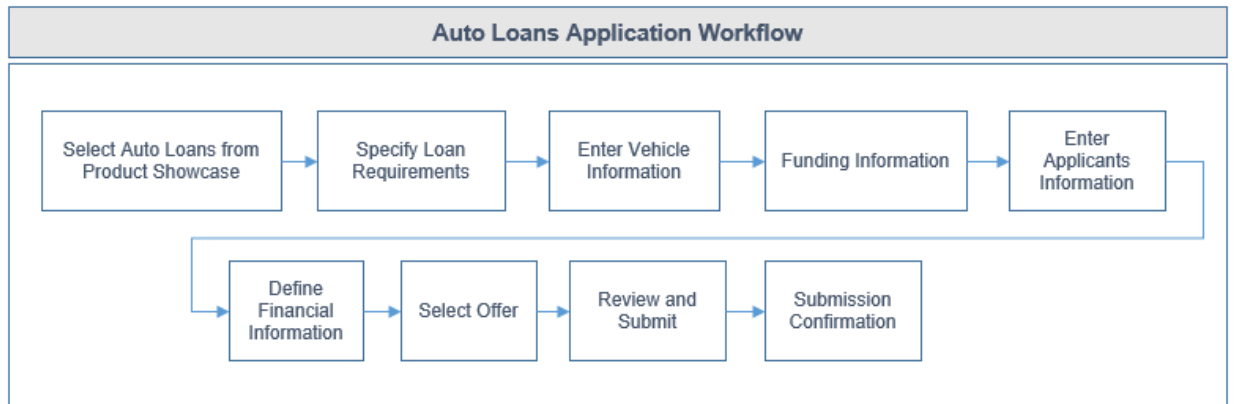 Auto Loans Application Workflow
Select Auto Loans from
Product Showcase
Specify Loan
Requirements
Enter Vehicle
Information
Funding Information
Enter
Applicants
Information
Define
Financial
Information
Select Offer
Review and
Submit
Submission
Confirmation